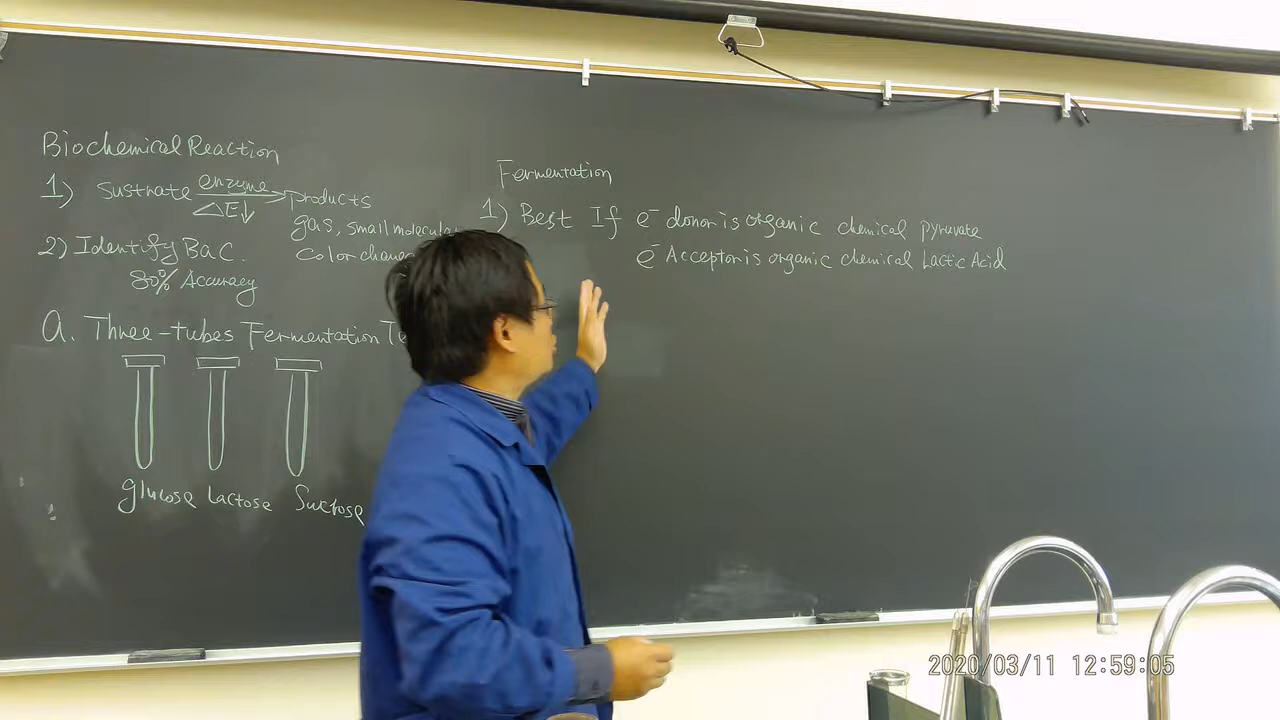 Biochemical Reaction
1) Sustrate enzyme products
△E↓
gas, small molecular
2) Identify Bac. color change
80% Accuracy
a. Three-tubes Fermentation Te
glucose Lactose Sucrose
Fermentation
1) Best If e⁻ donor is organic chemical pyruvate
e⁻ Acceptor is organic chemical Lactic Acid
2020/03/11 12:59:05